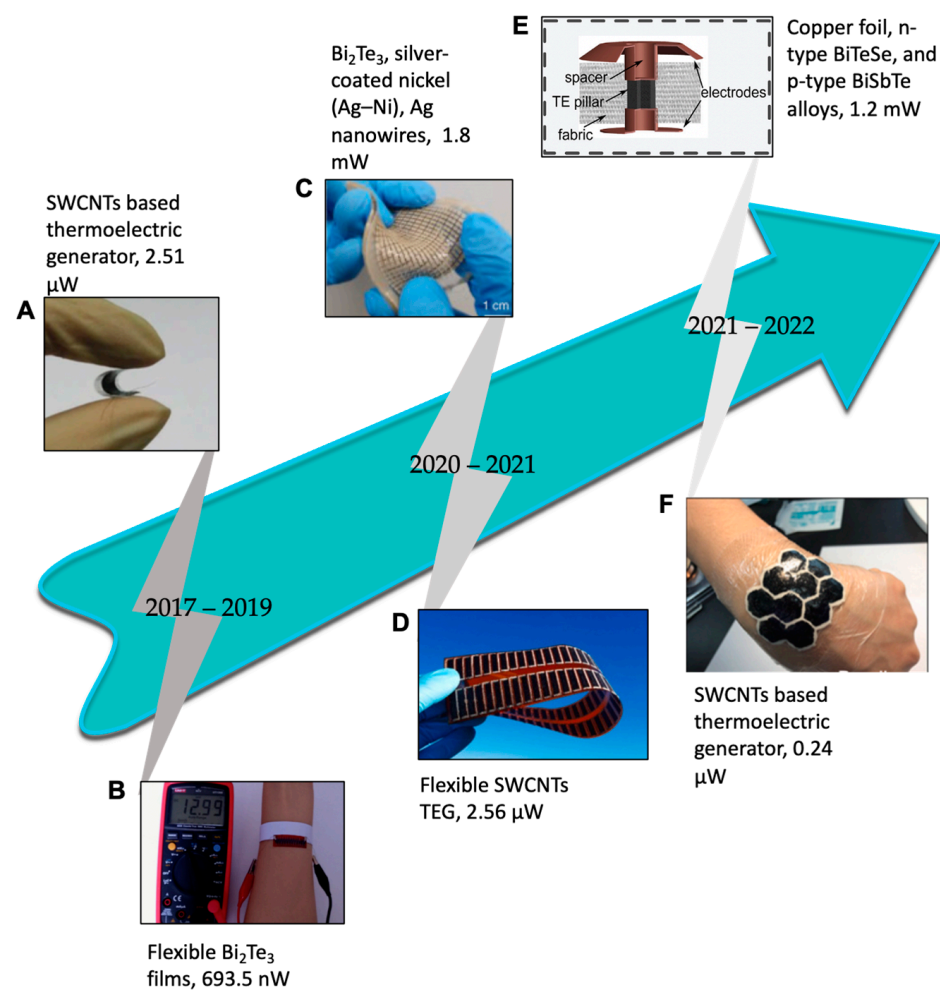 E
spacer
TE pillar
electrodes
fabric
Copper foil, n-
type BiTeSe, and
p-type BiSbTe
alloys, 1.2 mW
Bi₂Te₃, silver-
coated nickel
(Ag–Ni), Ag
nanowires, 1.8
mW
C
1 cm
SWCNTs based
thermoelectric
generator, 2.51
µW
A
2021 – 2022
2020 – 2021
2017 – 2019
F
SWCNTs based
thermoelectric
generator, 0.24
µW
D
Flexible SWCNTs
TEG, 2.56 µW
B
12.99
Flexible Bi₂Te₃
films, 693.5 nW